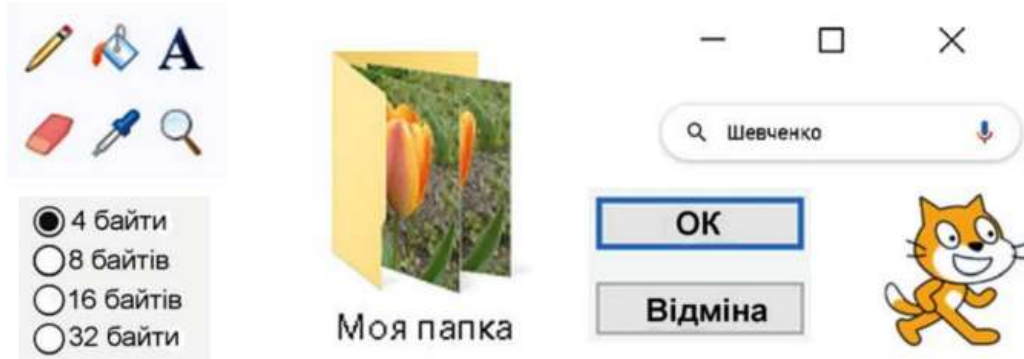 A
Шевченко
4 байти
8 байтів
16 байтів
32 байти
Моя папка
ОК
Відміна